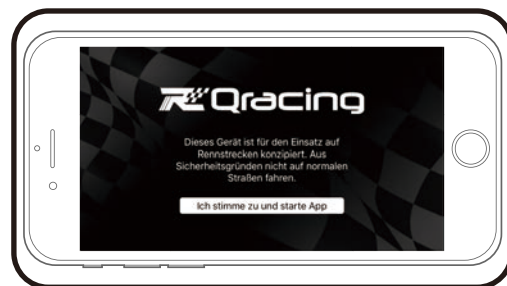 Qracing
Dieses Gerät ist für den Einsatz auf
Rennstrecken konzipiert. Aus
Sicherheitsgründen nicht auf normalen
Straßen fahren.
Ich stimme zu und starte App